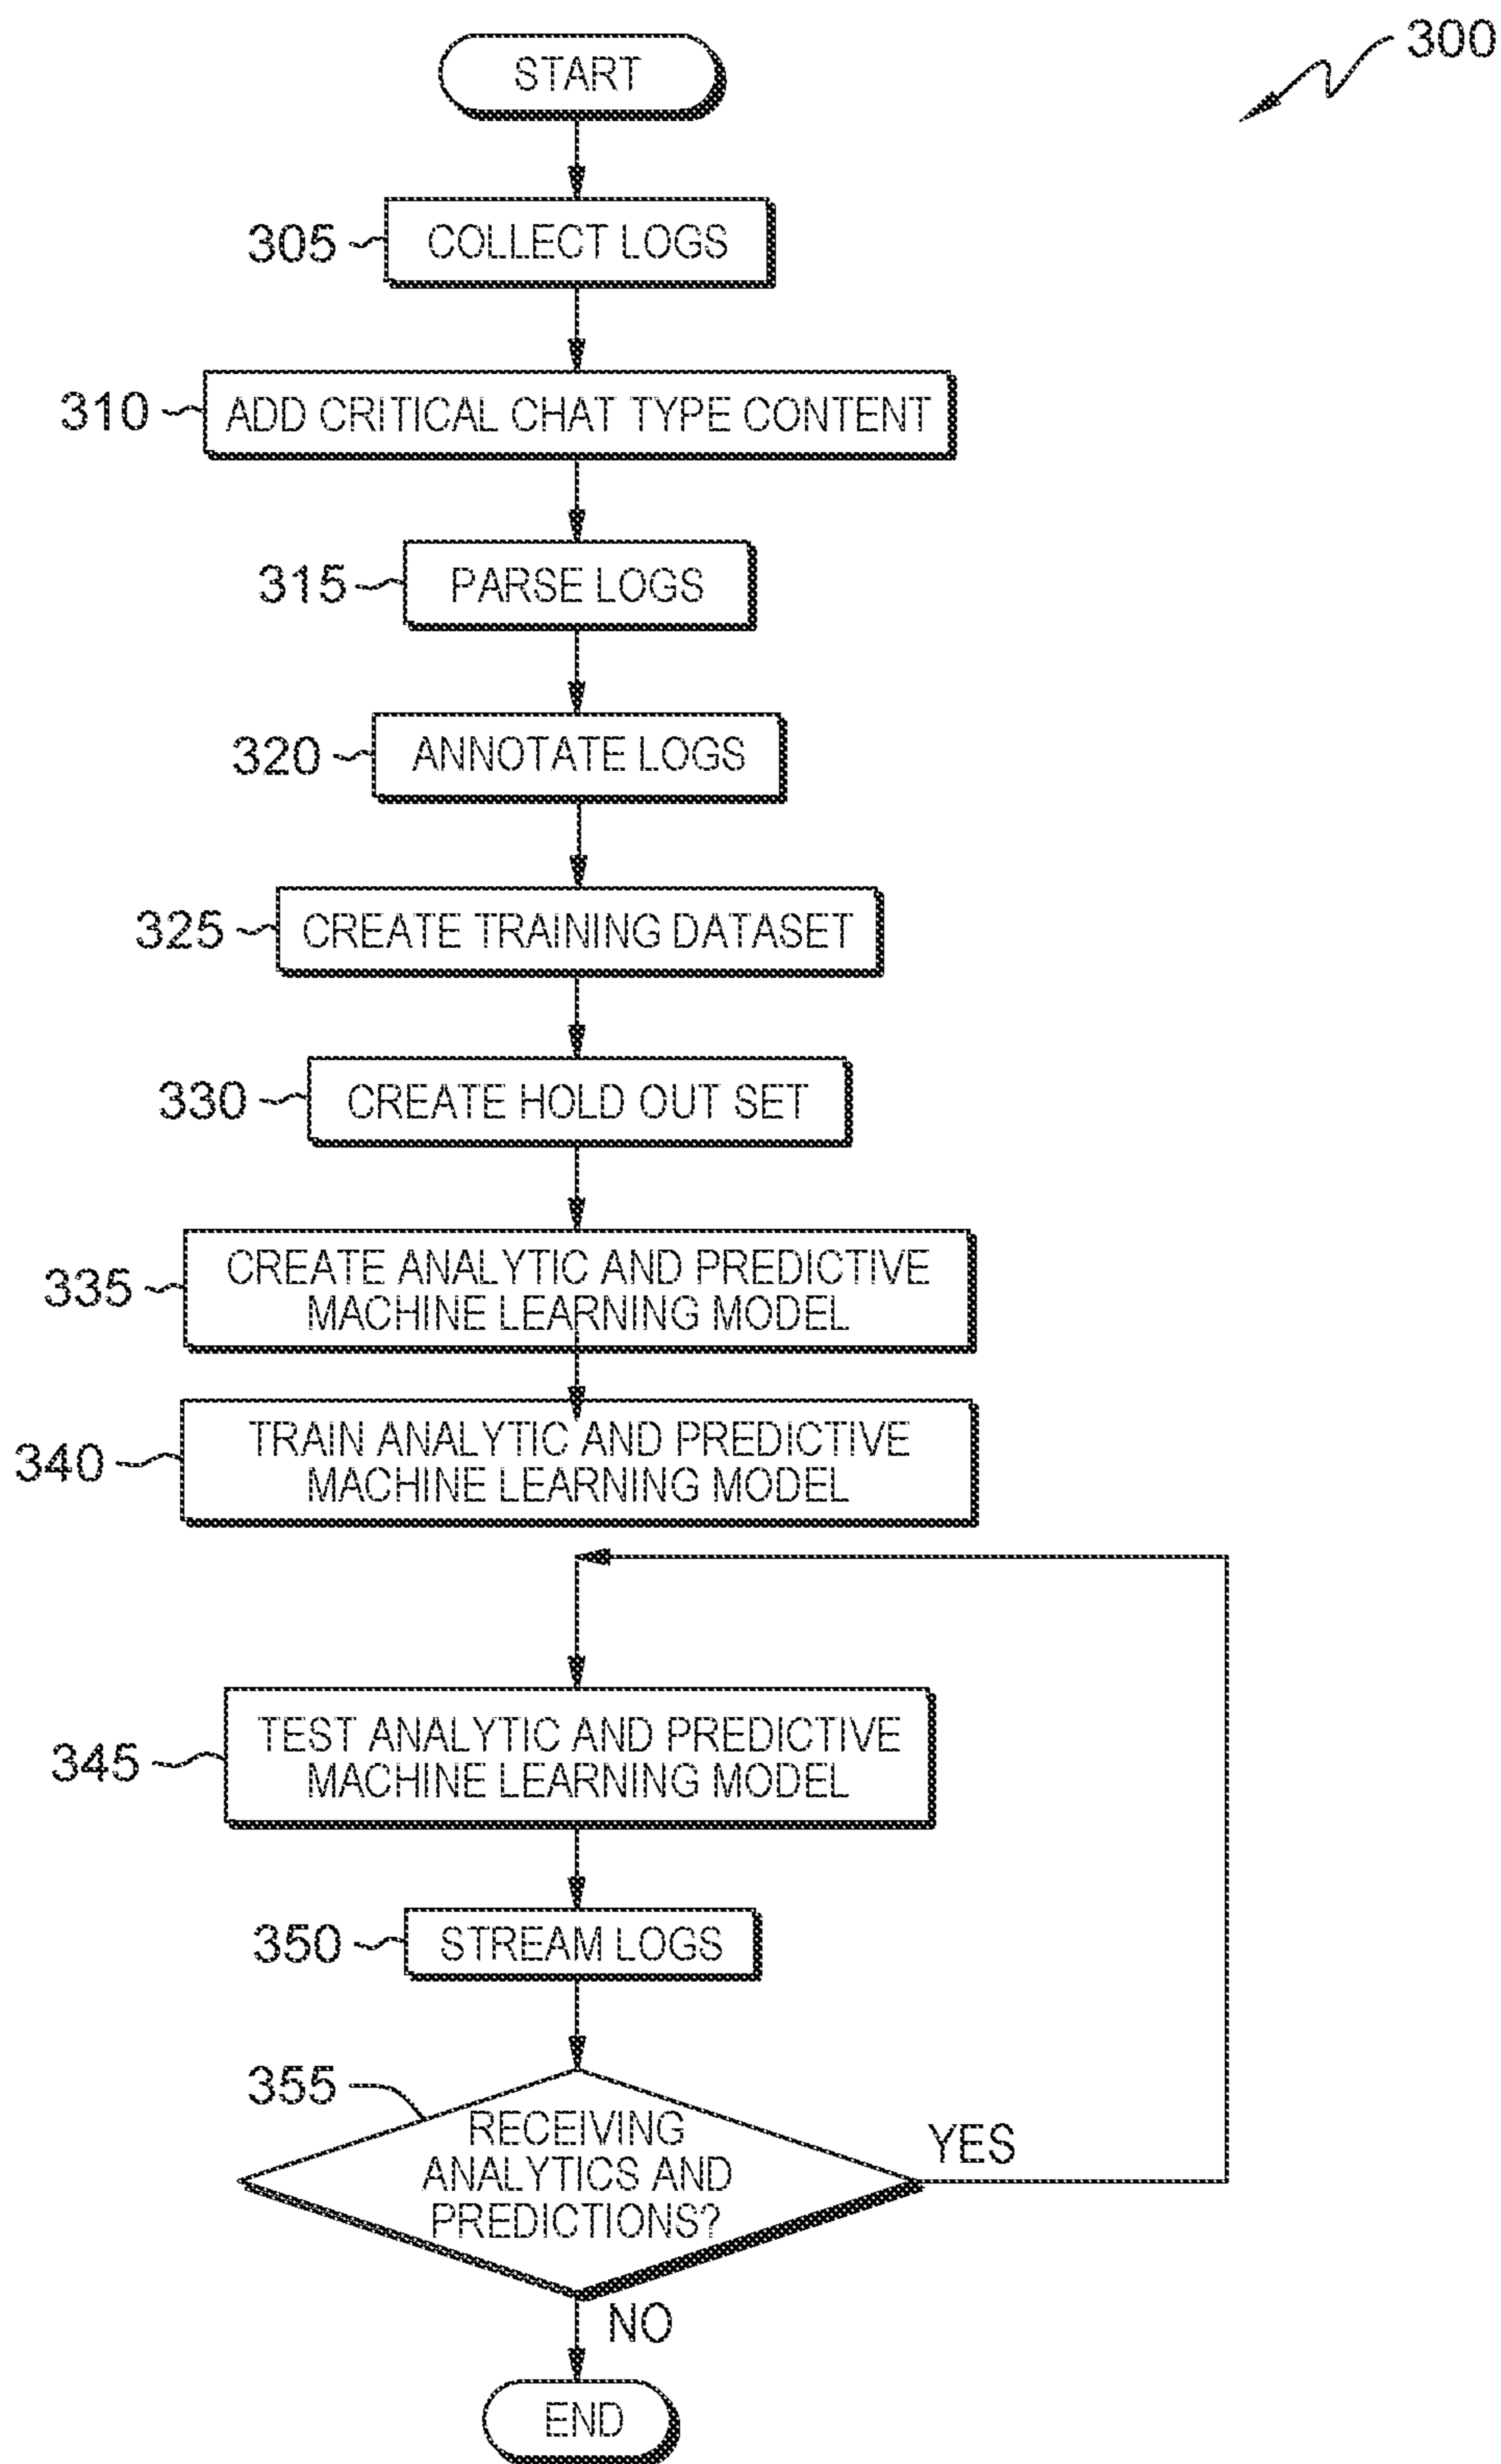 300
START
305
COLLECT LOGS
310
ADD CRITICAL CHAT TYPE CONTENT
315
PARSE LOGS
320
ANNOTATE LOGS
325
CREATE TRAINING DATASET
330
CREATE HOLD OUT SET
335
CREATE ANALYTIC AND PREDICTIVE
MACHINE LEARNING MODEL
340
TRAIN ANALYTIC AND PREDICTIVE
MACHINE LEARNING MODEL
345
TEST ANALYTIC AND PREDICTIVE
MACHINE LEARNING MODEL
350
STREAM LOGS
355
RECEIVING
ANALYTICS AND
PREDICTIONS?
YES
NO
END